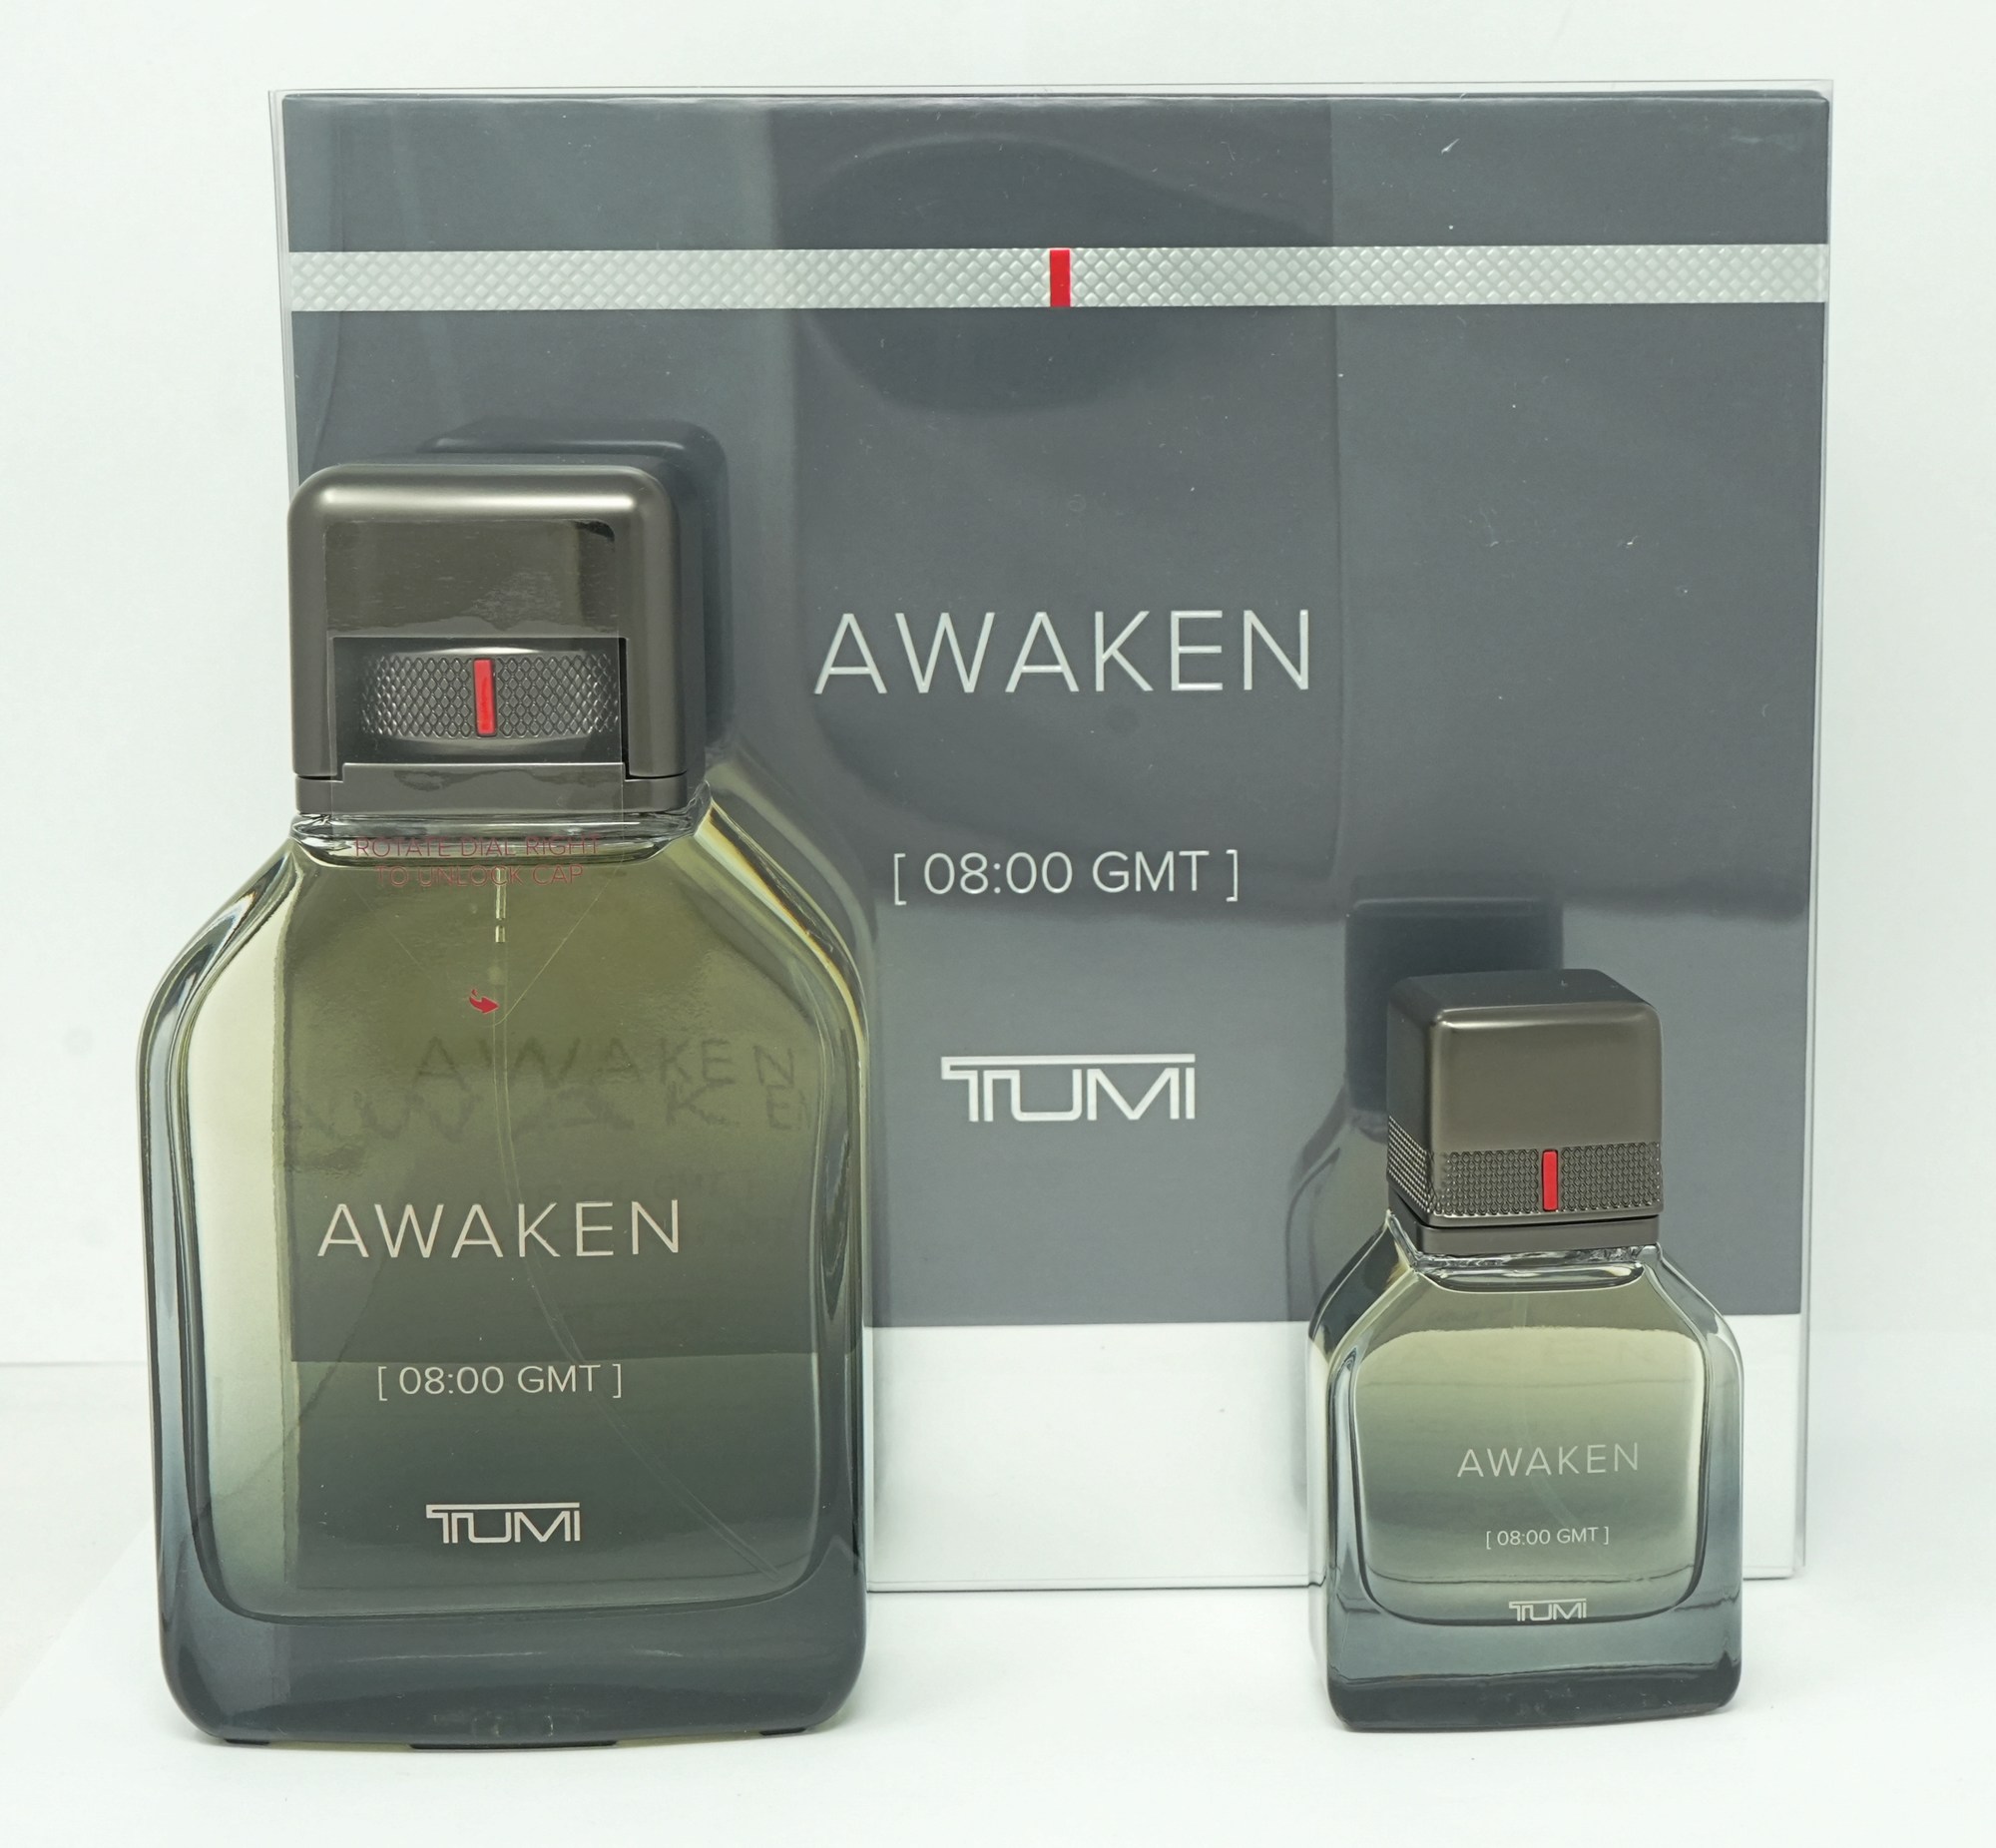 AWAKEN
[ 08:00 GMT ]
TUMI
ROTATE DIAL RIGHT
TO UNLOCK CAP
AWAKEN
[ 08:00 GMT ]
TUMI
AWAKEN
[ 08:00 GMT ]
TUMI